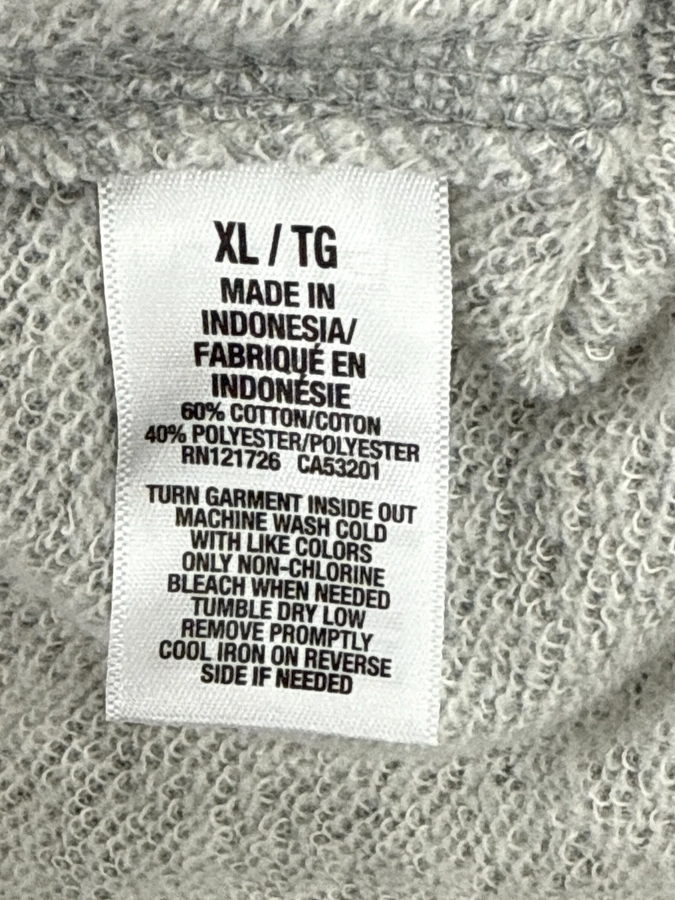 XL / TG
MADE IN
INDONESIA/
FABRIQUÉ EN
INDONÉSIE
60% COTTON/COTON
40% POLYESTER/POLYESTER
RN121726 CA53201
TURN GARMENT INSIDE OUT
MACHINE WASH COLD
WITH LIKE COLORS
ONLY NON-CHLORINE
BLEACH WHEN NEEDED
TUMBLE DRY LOW
REMOVE PROMPTLY
COOL IRON ON REVERSE
SIDE IF NEEDED